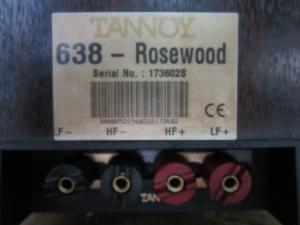 TANNOY
638 - Rosewood
Serial No. : 173602S
CE
LF- HF- HF+ LF+
TANNOY